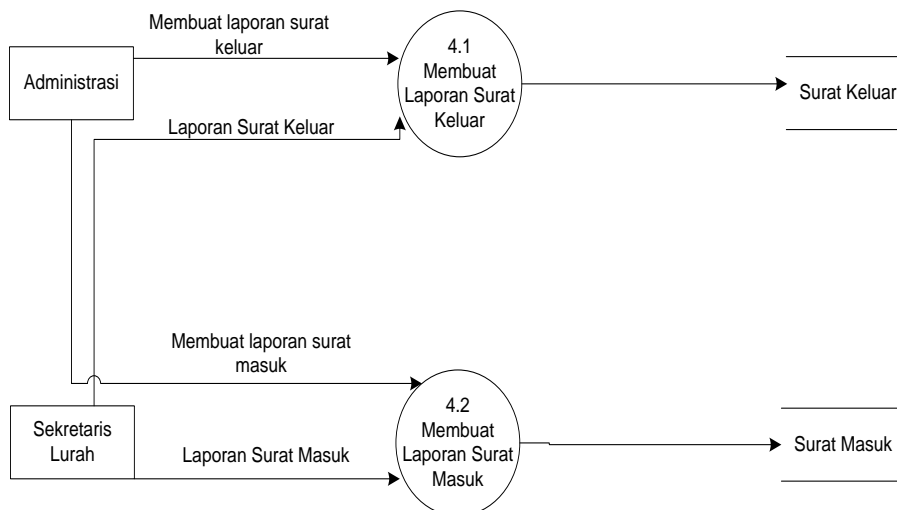 Membuat laporan surat
keluar
Administrasi
4.1
Membuat
Laporan Surat
Keluar
Surat Keluar
Laporan Surat Keluar
Membuat laporan surat
masuk
Sekretaris
Lurah
Laporan Surat Masuk
4.2
Membuat
Laporan Surat
Masuk
Surat Masuk